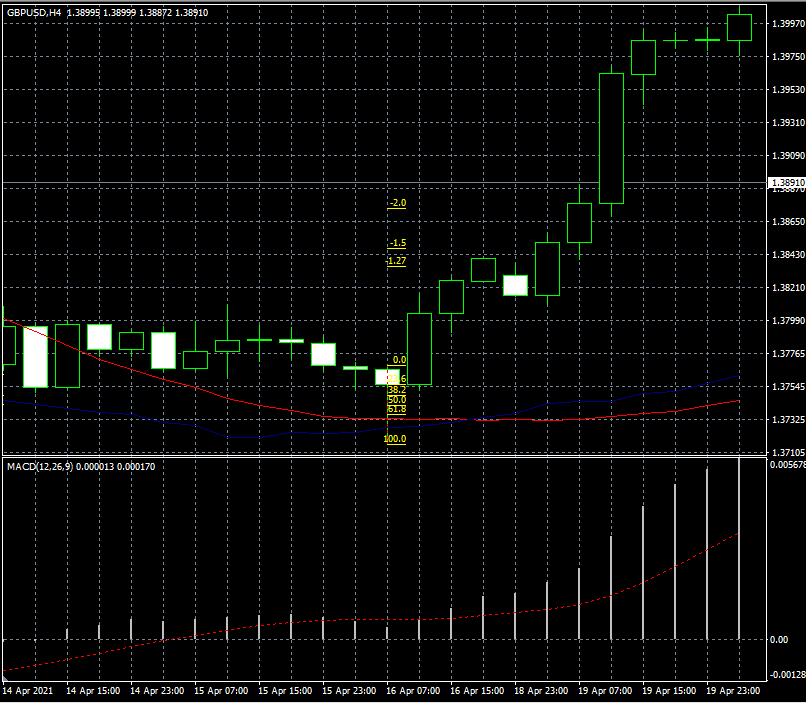 GBPUSD,H4 1.38995 1.38999 1.38872 1.38910
1.39970
1.39750
1.39530
1.39310
1.39090
1.38910
1.38870
1.38650
1.38430
1.38210
1.37990
1.37765
1.37545
1.37325
1.37105
-2.0
-1.5
-1.27
0.0
38.2
50.0
61.8
100.0
MACD(12,26,9) 0.000013 0.000170
0.005678
0.00
-0.00128
14 Apr 2021
14 Apr 15:00
14 Apr 23:00
15 Apr 07:00
15 Apr 15:00
15 Apr 23:00
16 Apr 07:00
16 Apr 15:00
18 Apr 23:00
19 Apr 07:00
19 Apr 15:00
19 Apr 23:00